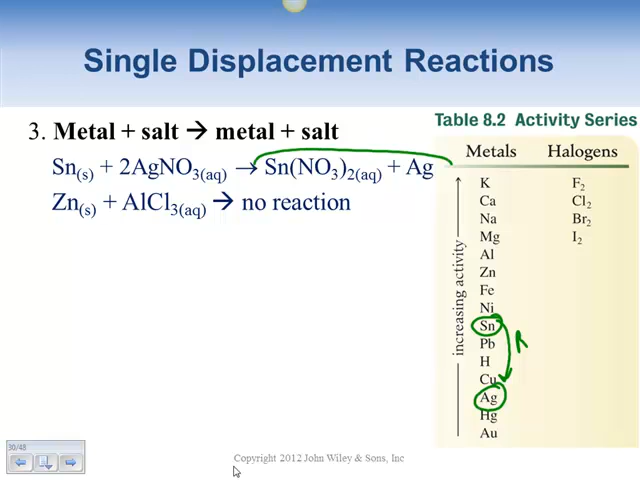 Single Displacement Reactions
3. Metal + salt → metal + salt
Sn(s) + 2AgNO3(aq) → Sn(NO3)2(aq) + Ag
Zn(s) + AlCl3(aq) → no reaction
Table 8.2 Activity Series
Metals Halogens
K F2
Ca Cl2
Na Br2
Mg I2
Al
Zn
Fe
Ni
Sn
Pb
H
Cu
Ag
Hg
Au
increasing activity
R
30/48
Copyright 2012 John Wiley & Sons, Inc